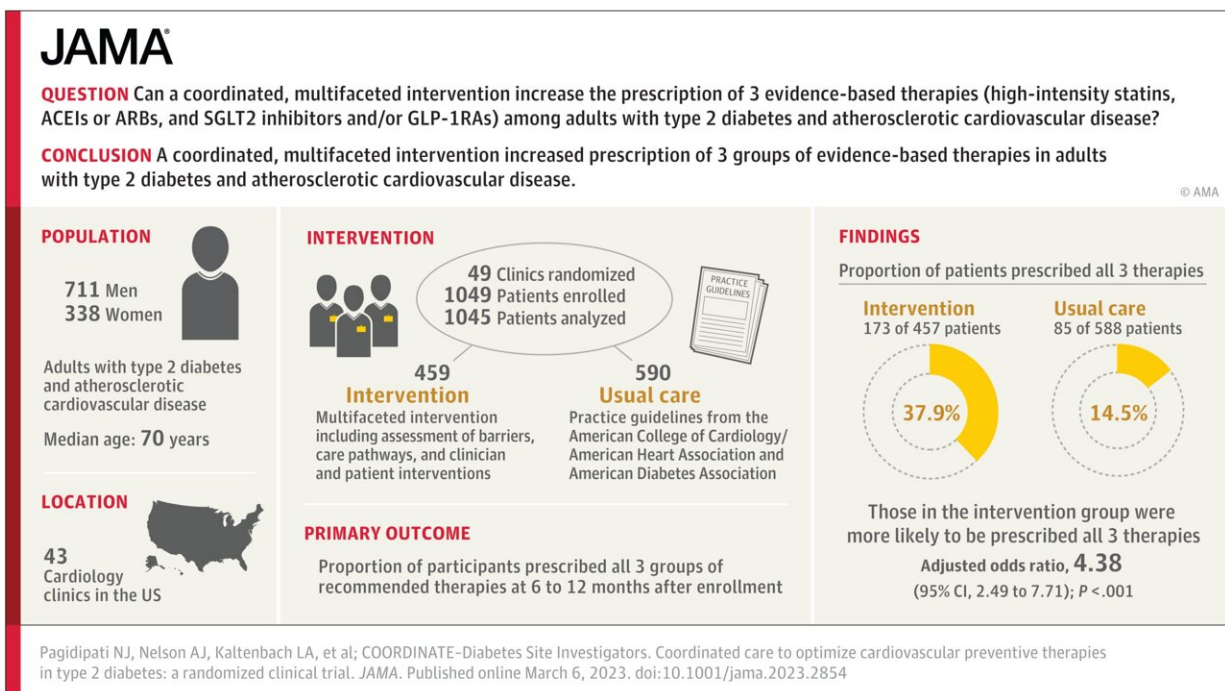 JAMA
QUESTION Can a coordinated, multifaceted intervention increase the prescription of 3 evidence-based therapies (high-intensity statins,
ACEIs or ARBs, and SGLT2 inhibitors and/or GLP-1RAs) among adults with type 2 diabetes and atherosclerotic cardiovascular disease?
CONCLUSION A coordinated, multifaceted intervention increased prescription of 3 groups of evidence-based therapies in adults
with type 2 diabetes and atherosclerotic cardiovascular disease.
© AMA
POPULATION
711 Men
338 Women
Adults with type 2 diabetes
and atherosclerotic
cardiovascular disease
Median age: 70 years
LOCATION
43
Cardiology
clinics in the US
INTERVENTION
49 Clinics randomized
1049 Patients enrolled
1045 Patients analyzed
PRACTICE
GUIDELINES
459
Intervention
Multifaceted intervention
including assessment of barriers,
care pathways, and clinician
and patient interventions
590
Usual care
Practice guidelines from the
American College of Cardiology/
American Heart Association and
American Diabetes Association
PRIMARY OUTCOME
Proportion of participants prescribed all 3 groups of
recommended therapies at 6 to 12 months after enrollment
FINDINGS
Proportion of patients prescribed all 3 therapies
Intervention
173 of 457 patients
37.9%
Usual care
85 of 588 patients
14.5%
Those in the intervention group were
more likely to be prescribed all 3 therapies
Adjusted odds ratio, 4.38
(95% CI, 2.49 to 7.71); P <.001
Pagidipati NJ, Nelson AJ, Kaltenbach LA, et al; COORDINATE–Diabetes Site Investigators. Coordinated care to optimize cardiovascular preventive therapies
in type 2 diabetes: a randomized clinical trial. JAMA. Published online March 6, 2023. doi:10.1001/jama.2023.2854